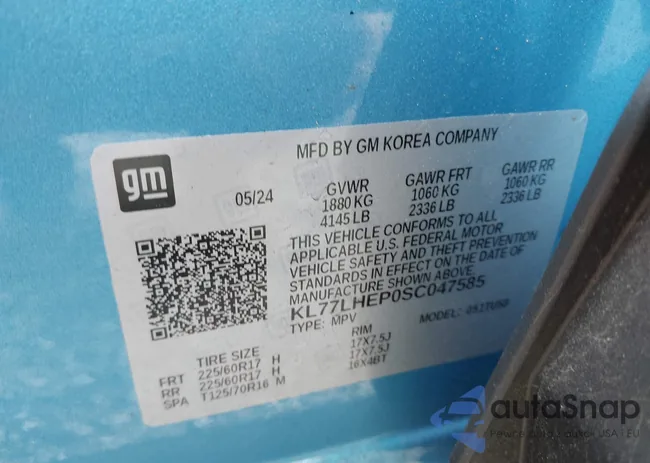 MFD BY GM KOREA COMPANY
gm
05/24
GVWR
1880 KG
4145 LB
GAWR FRT
1060 KG
2336 LB
GAWR RR
1060 KG
2336 LB
THIS VEHICLE CONFORMS TO ALL
APPLICABLE U.S. FEDERAL MOTOR
VEHICLE SAFETY AND THEFT PREVENTION
STANDARDS IN EFFECT ON THE DATE OF
MANUFACTURE SHOWN ABOVE.
KL77LHEP0SC047585
TYPE: MPV MODEL: 0S1TU50
TIRE SIZE RIM
FRT 225/60R17 H 17X7.5J
RR 225/60R17 H 17X7.5J
SPA T125/70R16 M 16X4BT
autaSnap